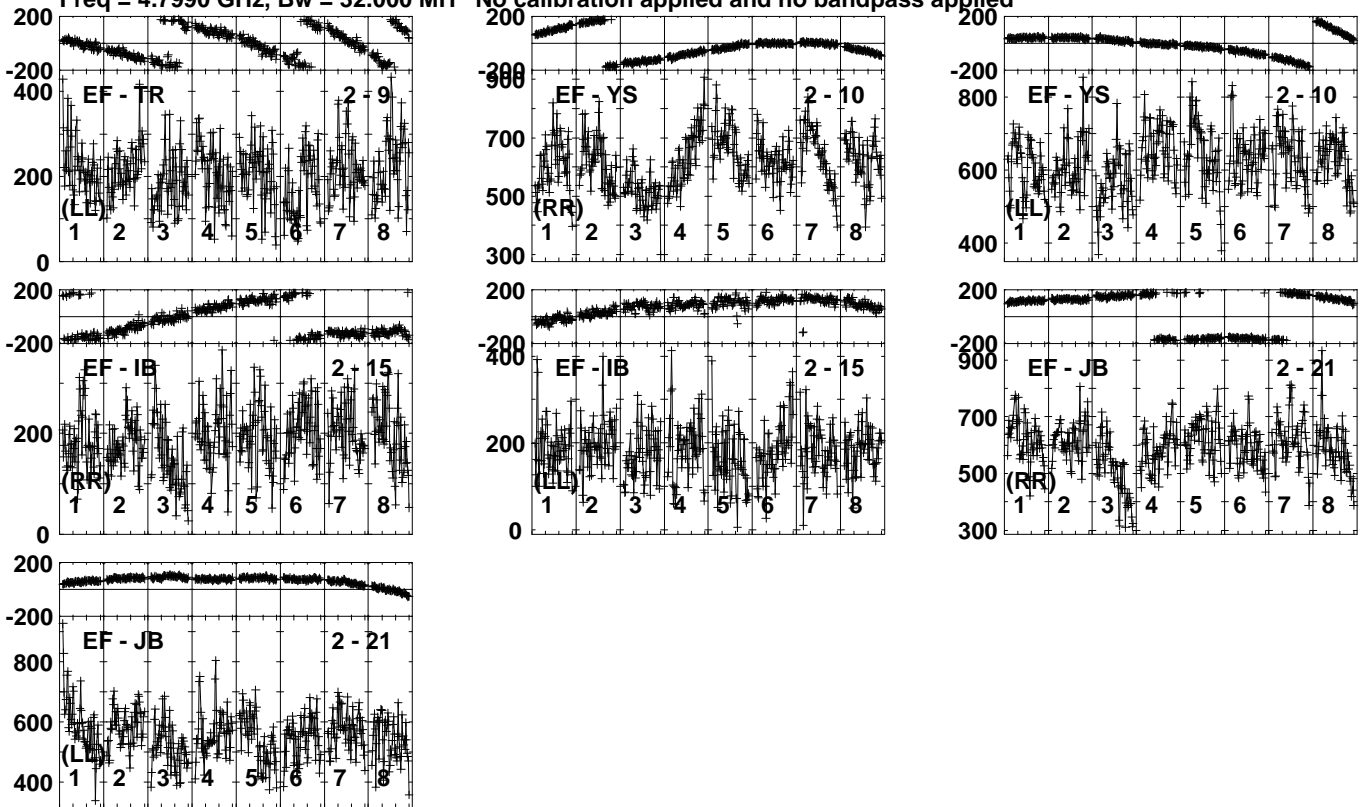 Freq = 4.7990 GHz, Bw = 32.000 MH No calibration applied and no bandpass applied
200
-200
400
200
0
EF - TR
2 - 9
(LL)
1 2 3 4 5 6 7 8
200
-200
900
700
500
300
EF - YS
2 - 10
(RR)
1 2 3 4 5 6 7 8
200
-200
800
600
400
EF - YS
2 - 10
(LL)
1 2 3 4 5 6 7 8
200
-200
200
0
EF - IB
2 - 15
(RR)
1 2 3 4 5 6 7 8
200
-200
400
200
0
EF - IB
2 - 15
(LL)
1 2 3 4 5 6 7 8
200
-200
900
700
500
300
EF - JB
2 - 21
(RR)
1 2 3 4 5 6 7 8
200
-200
800
600
400
EF - JB
2 - 21
(LL)
1 2 3 4 5 6 7 8